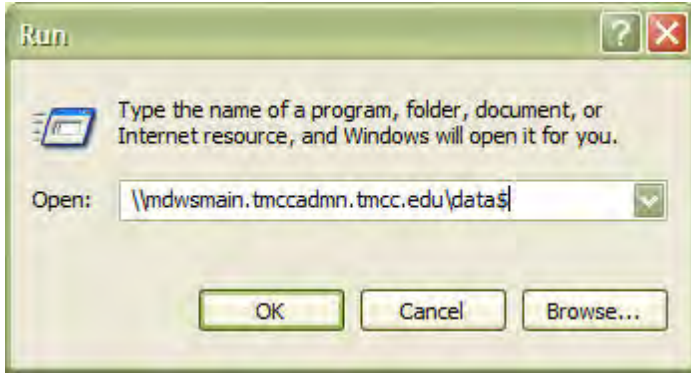 Run
Type the name of a program, folder, document, or
Internet resource, and Windows will open it for you.
Open: \\mdwsmain.tmccadmn.tmcc.edu\data$
OK Cancel Browse...